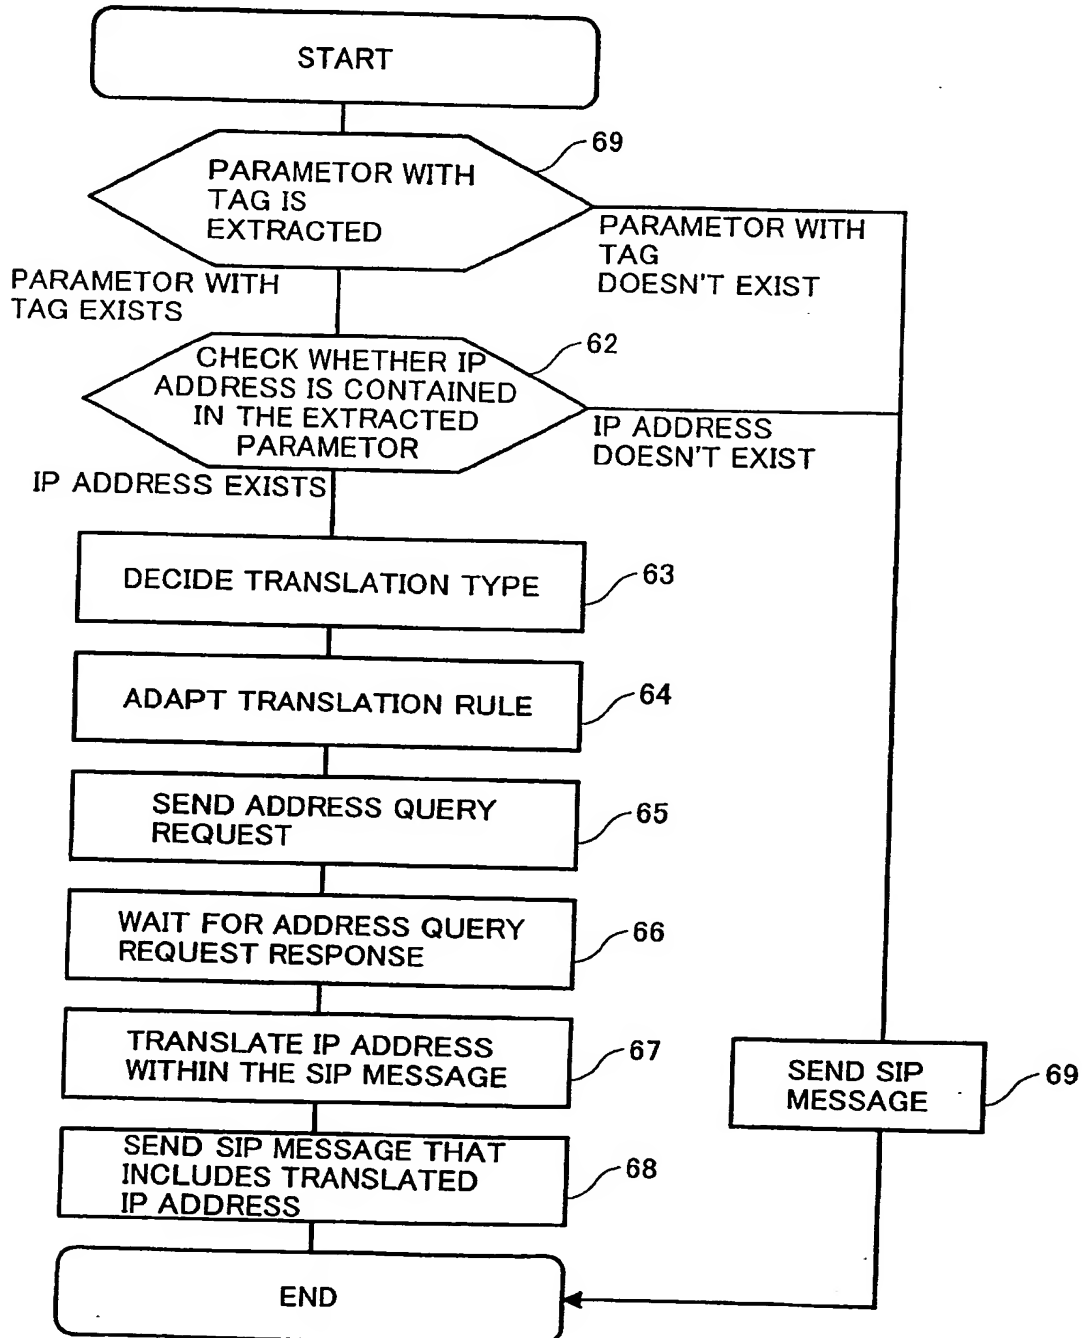 START
69
PARAMETOR WITH
TAG IS
EXTRACTED
PARAMETOR WITH
TAG
DOESN'T EXIST
PARAMETOR WITH
TAG EXISTS
62
CHECK WHETHER IP
ADDRESS IS CONTAINED
IN THE EXTRACTED
PARAMETOR
IP ADDRESS
DOESN'T EXIST
IP ADDRESS EXISTS
DECIDE TRANSLATION TYPE
63
ADAPT TRANSLATION RULE
64
SEND ADDRESS QUERY
REQUEST
65
WAIT FOR ADDRESS QUERY
REQUEST RESPONSE
66
TRANSLATE IP ADDRESS
WITHIN THE SIP MESSAGE
67
SEND SIP
MESSAGE
69
SEND SIP MESSAGE THAT
INCLUDES TRANSLATED
IP ADDRESS
68
END